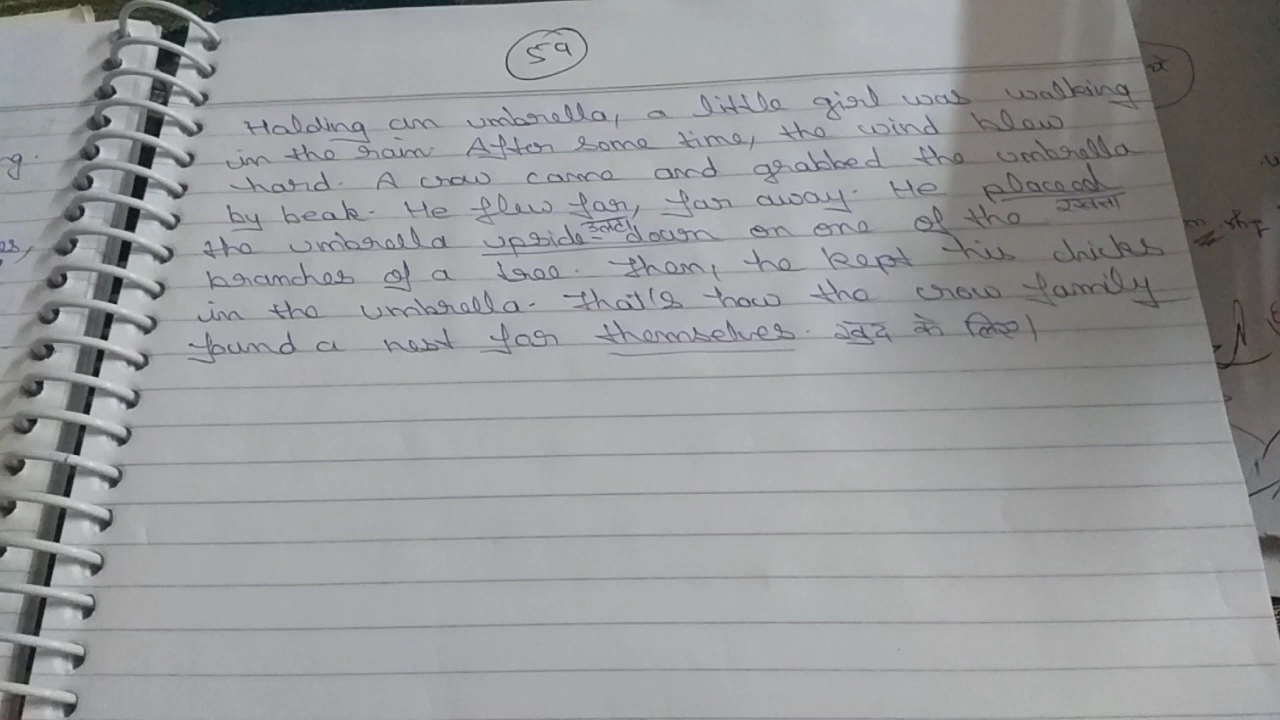 59
Holding an umbrella, a little girl was walking
in the rain. After some time, the wind blew
hard. A crow came and grabbed the umbrella
by beak. He flew far, far away. He placed
रखना
उल्टा
the umbrella upside-down on one of the
branches of a tree. Then, he kept his chicks
in the umbrella. That's how the crow family
found a nest for themselves. खुद के लिए।
g.